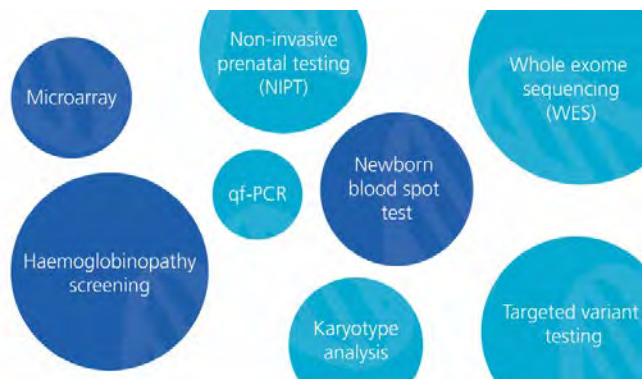 Non-invasive
prenatal testing
(NIPT)
Whole exome
sequencing
(WES)
Microarray
Newborn
blood spot
test
qf-PCR
Haemoglobinopathy
screening
Karyotype
analysis
Targeted variant
testing